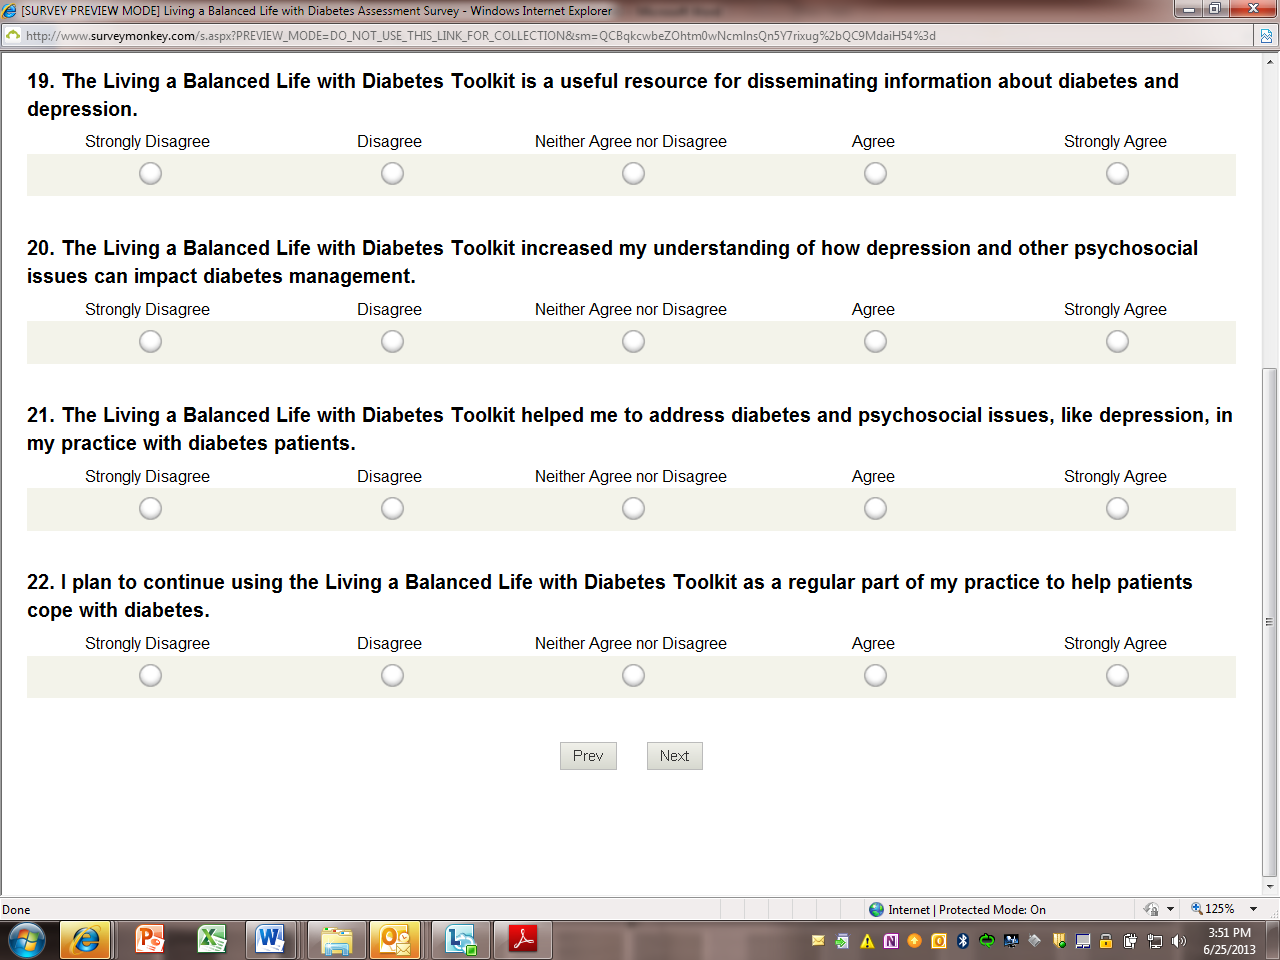 [SURVEY PREVIEW MODE] Living a Balanced Life with Diabetes Assessment Survey - Windows Internet Explorer
http://www.surveymonkey.com/s.aspx?PREVIEW_MODE=DO_NOT_USE_THIS_LINK_FOR_COLLECTION&sm=QCBqkcwbeZOhtm0wNcmInsQn5Y7rixug%2bQC9MdaiH54%3d
19. The Living a Balanced Life with Diabetes Toolkit is a useful resource for disseminating information about diabetes and
depression.
Strongly Disagree Disagree Neither Agree nor Disagree Agree Strongly Agree
20. The Living a Balanced Life with Diabetes Toolkit increased my understanding of how depression and other psychosocial
issues can impact diabetes management.
Strongly Disagree Disagree Neither Agree nor Disagree Agree Strongly Agree
21. The Living a Balanced Life with Diabetes Toolkit helped me to address diabetes and psychosocial issues, like depression, in
my practice with diabetes patients.
Strongly Disagree Disagree Neither Agree nor Disagree Agree Strongly Agree
22. I plan to continue using the Living a Balanced Life with Diabetes Toolkit as a regular part of my practice to help patients
cope with diabetes.
Strongly Disagree Disagree Neither Agree nor Disagree Agree Strongly Agree
Prev Next
Done Internet | Protected Mode: On 125%
3:51 PM
6/25/2013